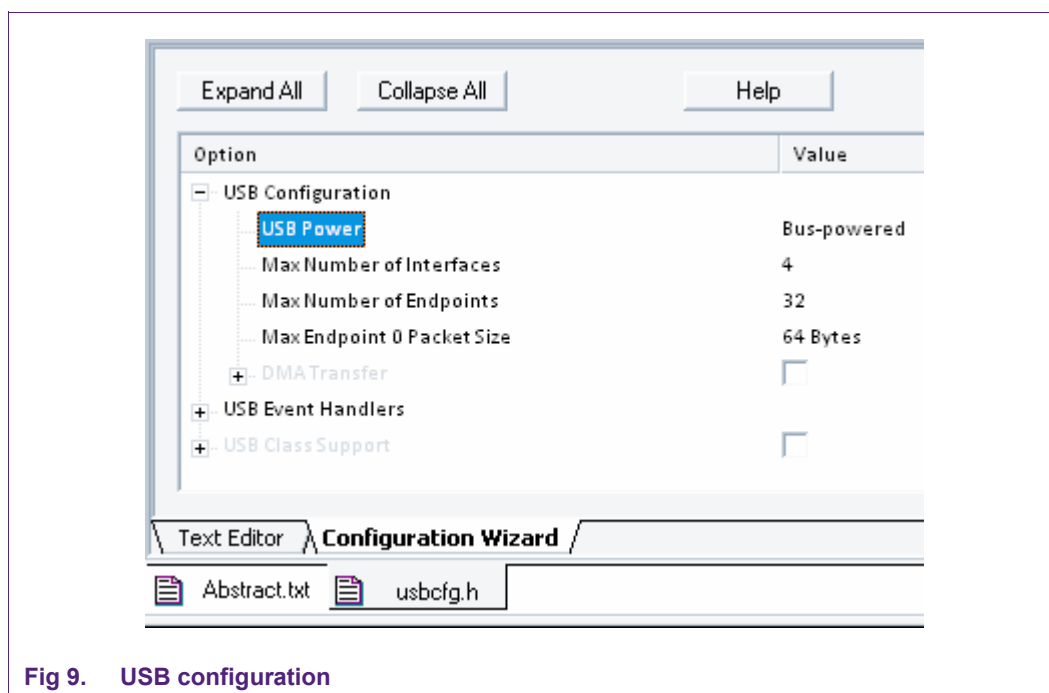 Expand All Collapse All Help
Option Value
USB Configuration
USB Power Bus-powered
Max Number of Interfaces 4
Max Number of Endpoints 32
Max Endpoint 0 Packet Size 64 Bytes
DMA Transfer
USB Event Handlers
USB Class Support
Text Editor Configuration Wizard
Abstract.txt usbcfg.h
Fig 9. USB configuration